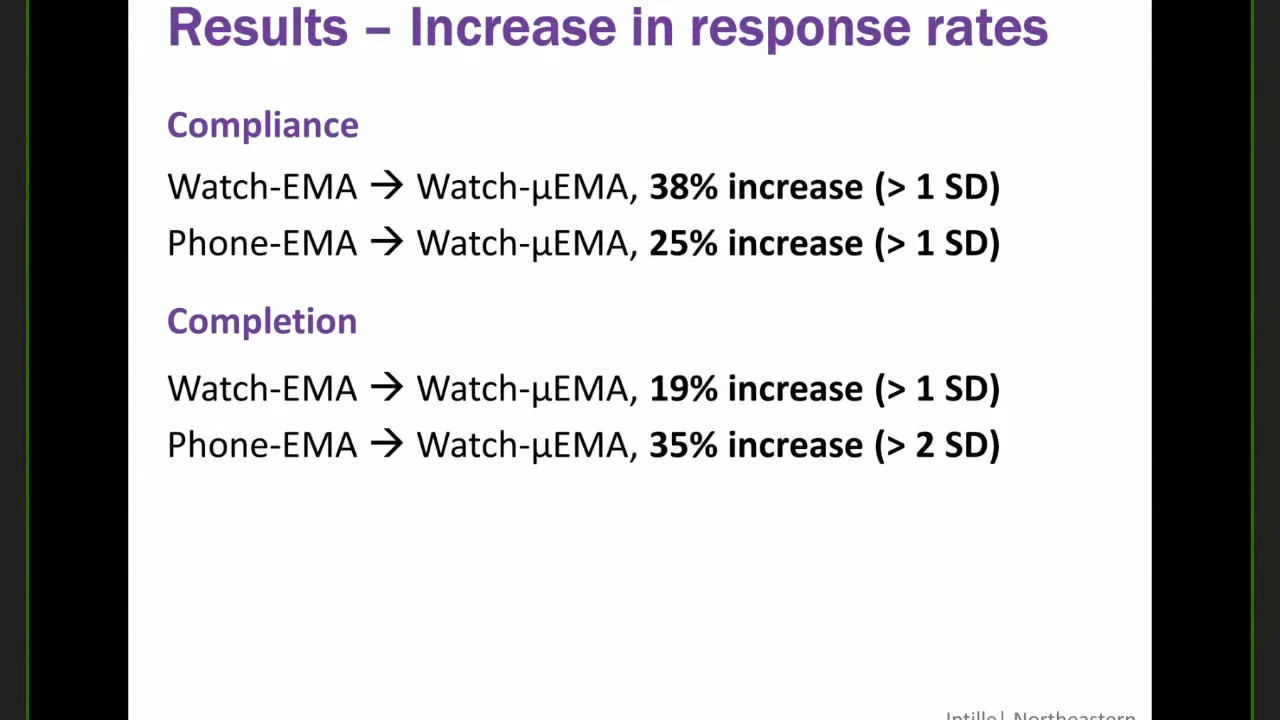 Results – Increase in response rates
Compliance
Watch-EMA → Watch-µEMA, 38% increase (> 1 SD)
Phone-EMA → Watch-µEMA, 25% increase (> 1 SD)
Completion
Watch-EMA → Watch-µEMA, 19% increase (> 1 SD)
Phone-EMA → Watch-µEMA, 35% increase (> 2 SD)
Intille| Northeastern